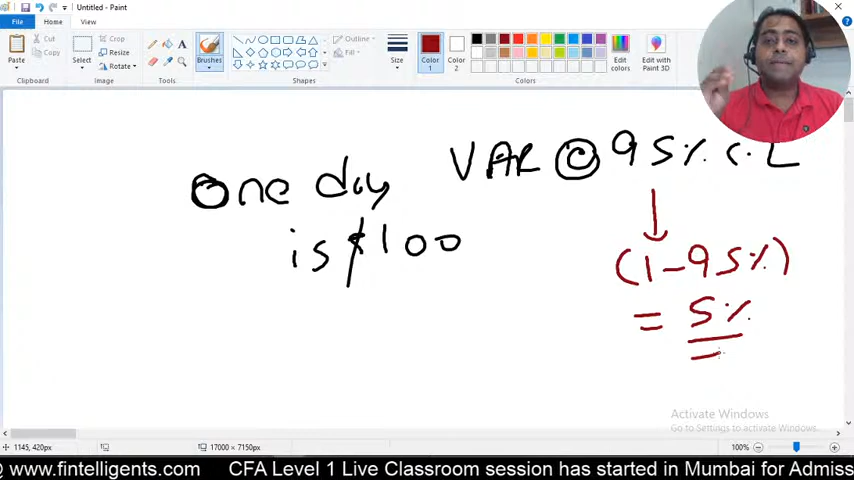 Untitled - Paint
File Home View
Paste
Cut
Copy
Clipboard
Select
Crop
Resize
Rotate
Image
Tools
Brushes
Shapes
Outline
Fill
Size
Color 1
Color 2
Colors
Edit colors
Edit with Paint 3D
One day VAR @ 95% C.L
is $100
(1-95%)
= 5%
Activate Windows
Go to Settings to activate Windows.
1145, 420px
17000 × 7150px
100%
@ www.fintelligents.com CFA Level 1 Live Classroom session has started in Mumbai for Admiss